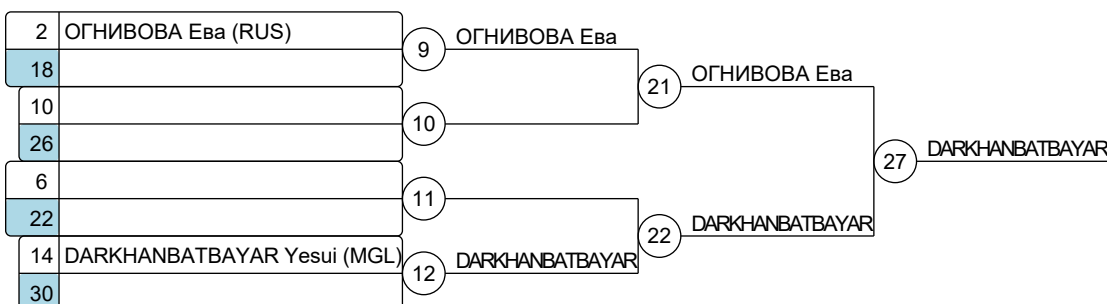 2 ОГНИВОВА Ева (RUS)
18
10
26
6
22
14 DARKHANBATBAYAR Yesui (MGL)
30
9 ОГНИВОВА Ева
10
11
12 DARKHANBATBAYAR
21 ОГНИВОВА Ева
22 DARKHANBATBAYAR
27 DARKHANBATBAYAR